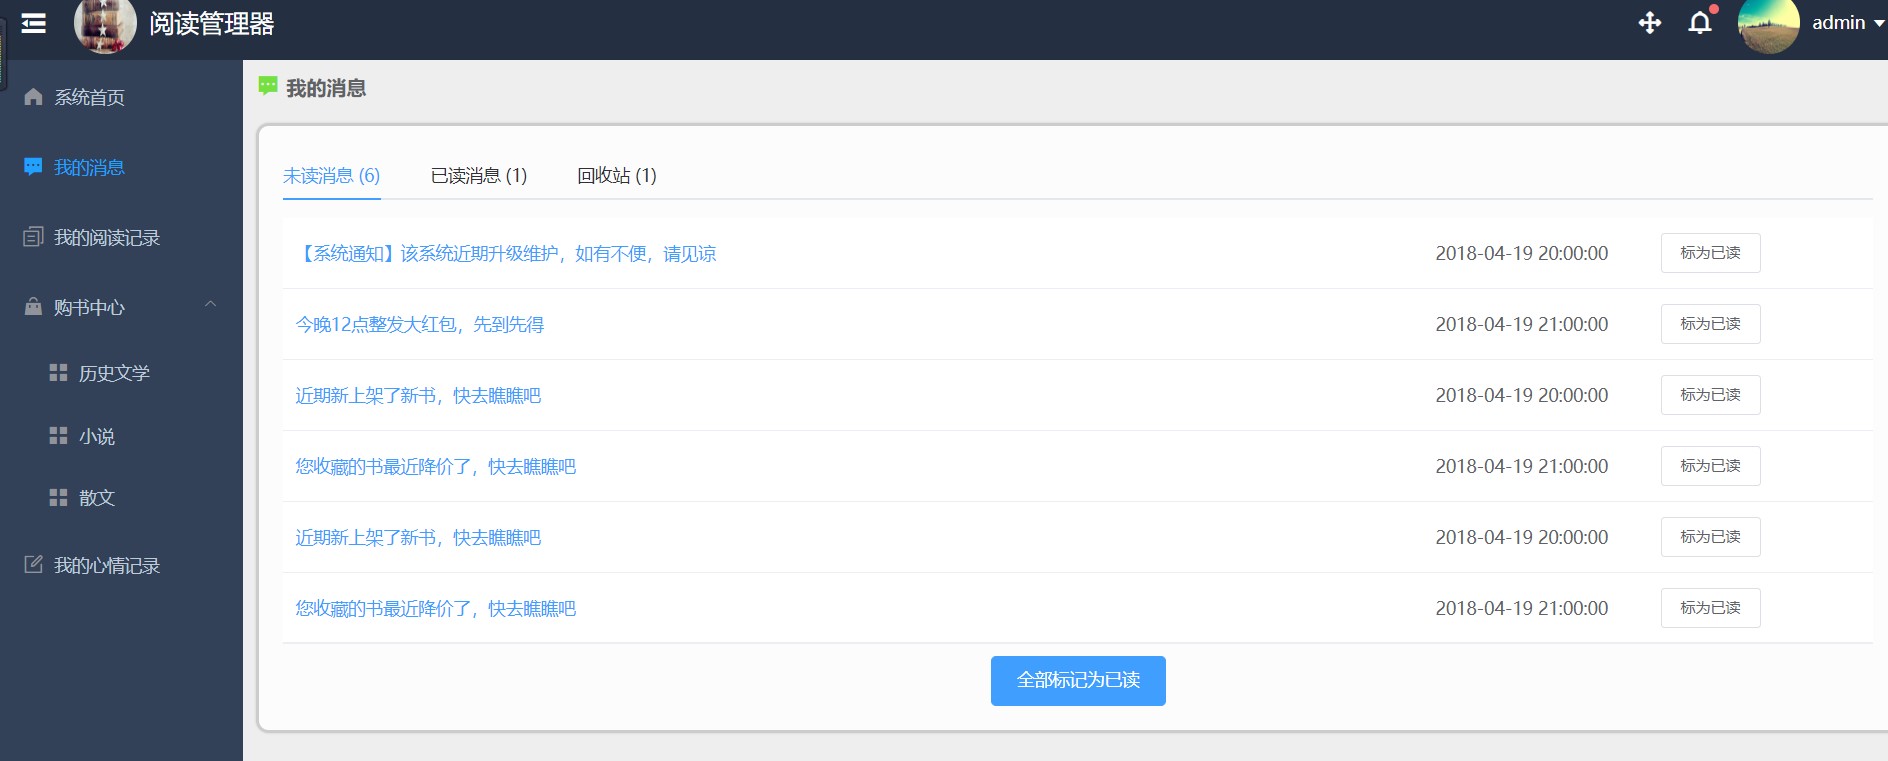 阅读管理器
admin
系统首页
我的消息
我的阅读记录
购书中心
历史文学
小说
散文
我的心情记录
我的消息
未读消息 (6) 已读消息 (1) 回收站 (1)
【系统通知】该系统近期升级维护，如有不便，请见谅 2018-04-19 20:00:00 标为已读
今晚12点整发大红包，先到先得 2018-04-19 21:00:00 标为已读
近期新上架了新书，快去瞧瞧吧 2018-04-19 20:00:00 标为已读
您收藏的书最近降价了，快去瞧瞧吧 2018-04-19 21:00:00 标为已读
近期新上架了新书，快去瞧瞧吧 2018-04-19 20:00:00 标为已读
您收藏的书最近降价了，快去瞧瞧吧 2018-04-19 21:00:00 标为已读
全部标记为已读